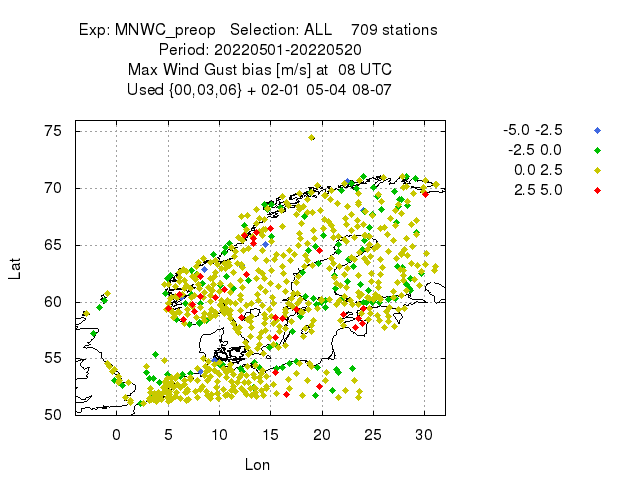 Exp: MNWC_preop   Selection: ALL    709 stations
Period: 20220501-20220520
Max Wind Gust bias [m/s] at  08 UTC
Used {00,03,06} + 02-01 05-04 08-07
-5.0 -2.5
-2.5 0.0
0.0 2.5
2.5 5.0
75
70
65
60
55
50
Lat
0 5 10 15 20 25 30
Lon